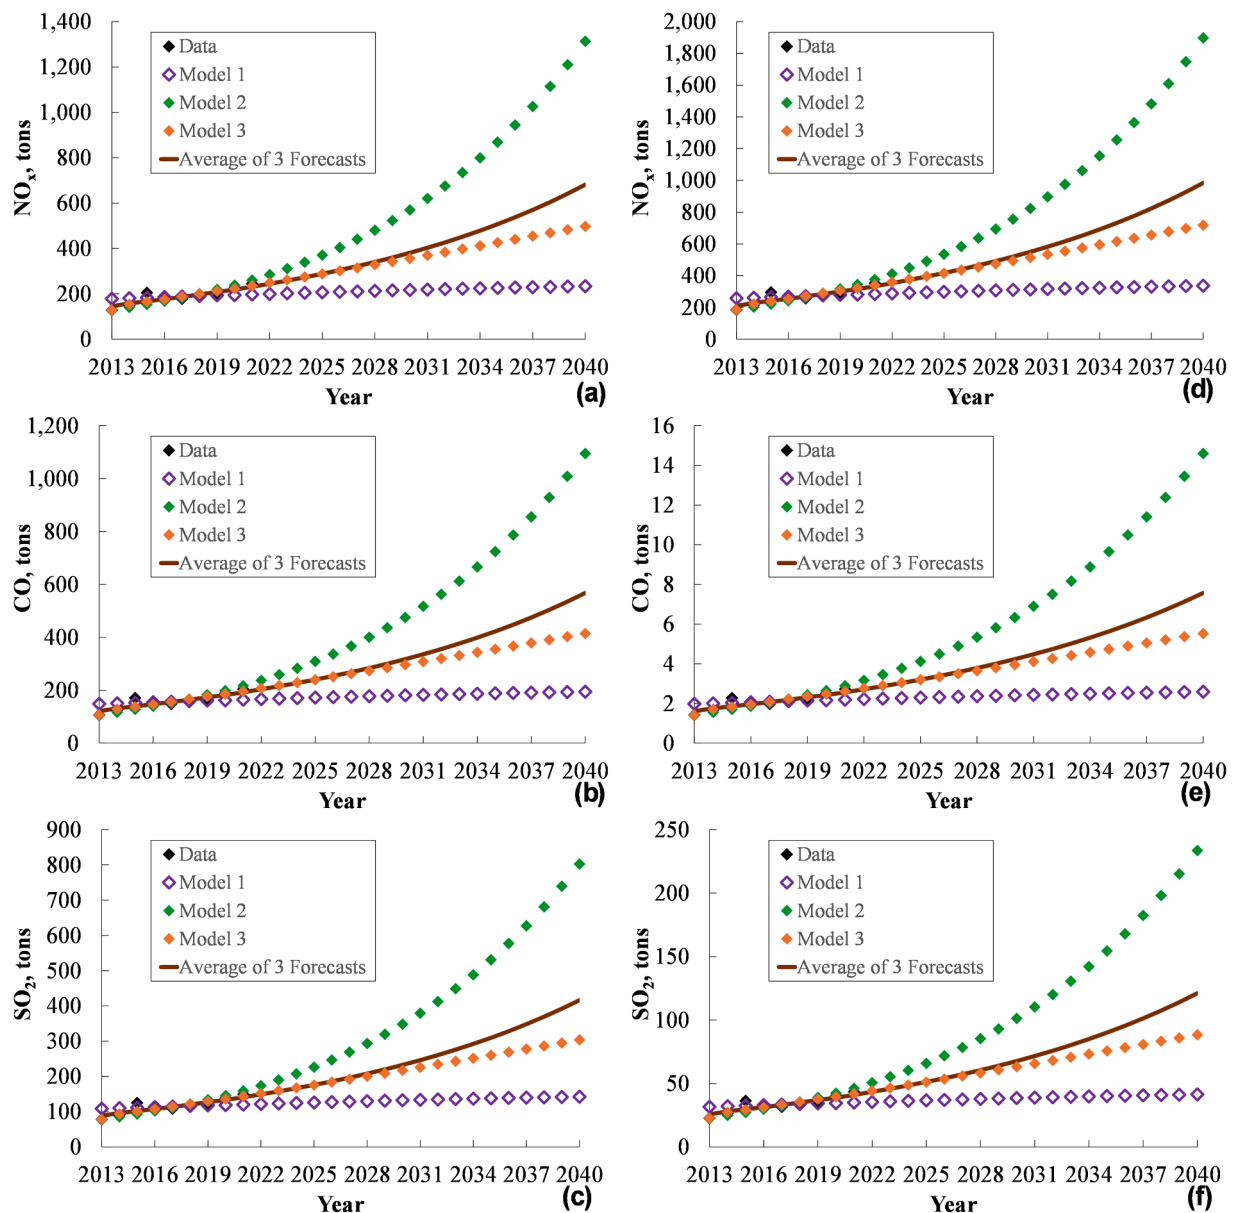 1,400
1,200
1,000
800
600
400
200
0
NOx, tons
Data
Model 1
Model 2
Model 3
Average of 3 Forecasts
2013 2016 2019 2022 2025 2028 2031 2034 2037 2040
Year
(a)
2,000
1,800
1,600
1,400
1,200
1,000
800
600
400
200
0
NOx, tons
Data
Model 1
Model 2
Model 3
Average of 3 Forecasts
2013 2016 2019 2022 2025 2028 2031 2034 2037 2040
Year
(d)
1,200
1,000
800
600
400
200
0
CO, tons
Data
Model 1
Model 2
Model 3
Average of 3 Forecasts
2013 2016 2019 2022 2025 2028 2031 2034 2037 2040
Year
(b)
16
14
12
10
8
6
4
2
0
CO, tons
Data
Model 1
Model 2
Model 3
Average of 3 Forecasts
2013 2016 2019 2022 2025 2028 2031 2034 2037 2040
Year
(e)
900
800
700
600
500
400
300
200
100
0
SO2, tons
Data
Model 1
Model 2
Model 3
Average of 3 Forecasts
2013 2016 2019 2022 2025 2028 2031 2034 2037 2040
Year
(c)
250
200
150
100
50
0
SO2, tons
Data
Model 1
Model 2
Model 3
Average of 3 Forecasts
2013 2016 2019 2022 2025 2028 2031 2034 2037 2040
Year
(f)